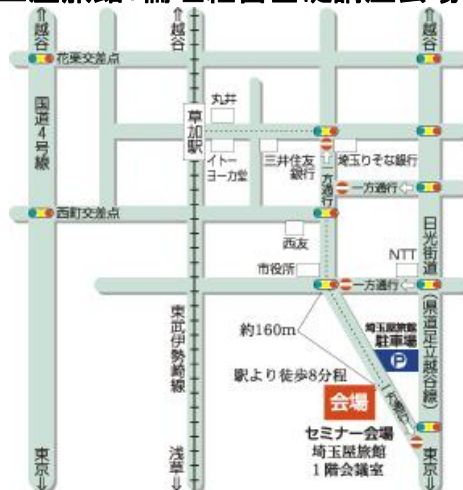 ⇑越谷
⇑越谷
⇑越谷
花栗交差点
国道4号線
丸井
草加駅
イトー
ヨーカ堂
三井住友
銀行
埼玉りそな銀行
一方通行
⇐一方通行⇐
西町交差点
西友
日光街道(県道足立越谷線)
NTT
市役所
一方通行⇐
東武伊勢崎線
約160m
埼玉屋旅館
駐車場
P
駅より徒歩8分程
会場
セミナー会場
埼玉屋旅館
1階会議室
東京⇓
浅草⇓
東京⇓